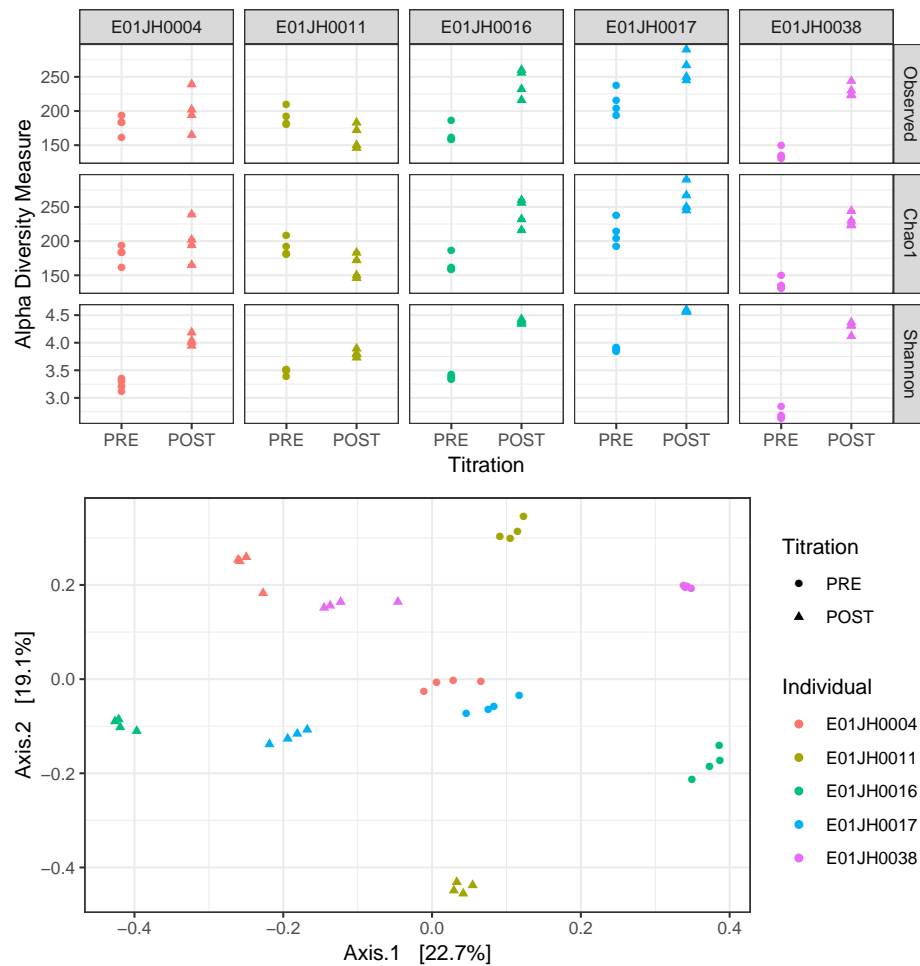 E01JH0004 E01JH0011 E01JH0016 E01JH0017 E01JH0038
Alpha Diversity Measure
250
200
150
Observed
250
200
150
Chao1
4.5
4.0
3.5
3.0
Shannon
PRE POST PRE POST PRE POST PRE POST PRE POST
Titration
Axis.2 [19.1%]
0.2
0.0
−0.2
−0.4
−0.4 −0.2 0.0 0.2 0.4
Axis.1 [22.7%]
Titration
PRE
POST
Individual
E01JH0004
E01JH0011
E01JH0016
E01JH0017
E01JH0038